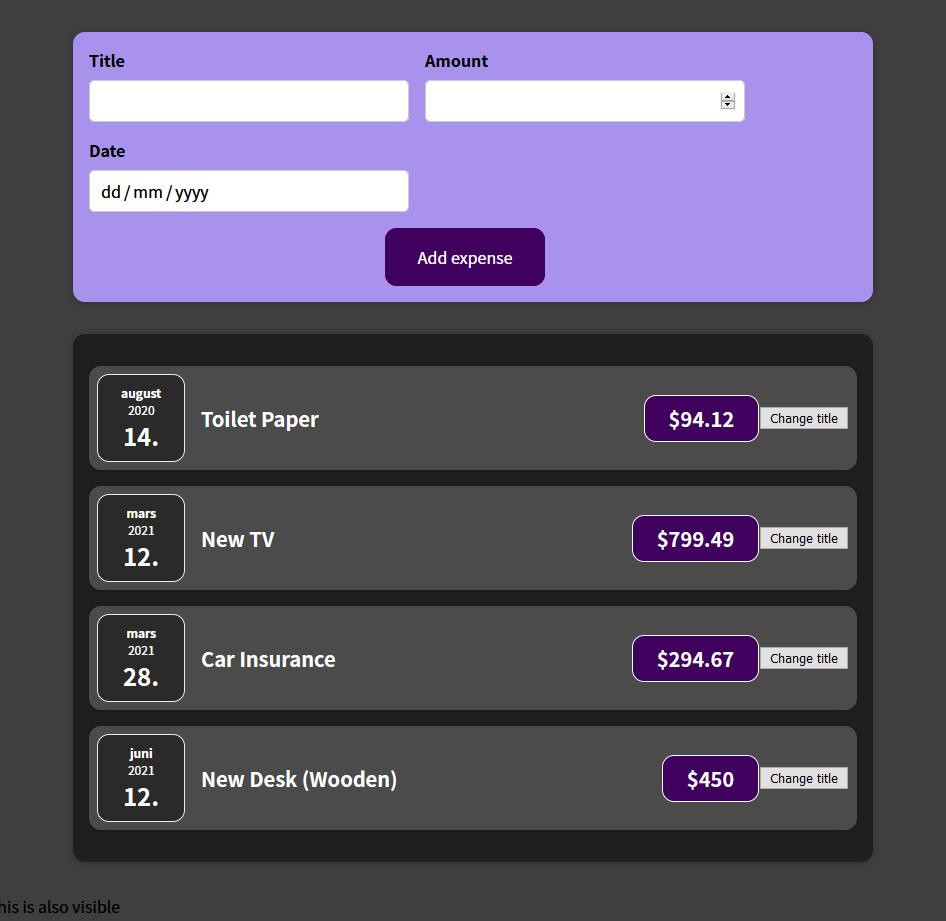 Title Amount
Date
dd/mm/yyyy
Add expense
august
2020
14.
Toilet Paper
$94.12
Change title
mars
2021
12.
New TV
$799.49
Change title
mars
2021
28.
Car Insurance
$294.67
Change title
juni
2021
12.
New Desk (Wooden)
$450
Change title
his is also visible